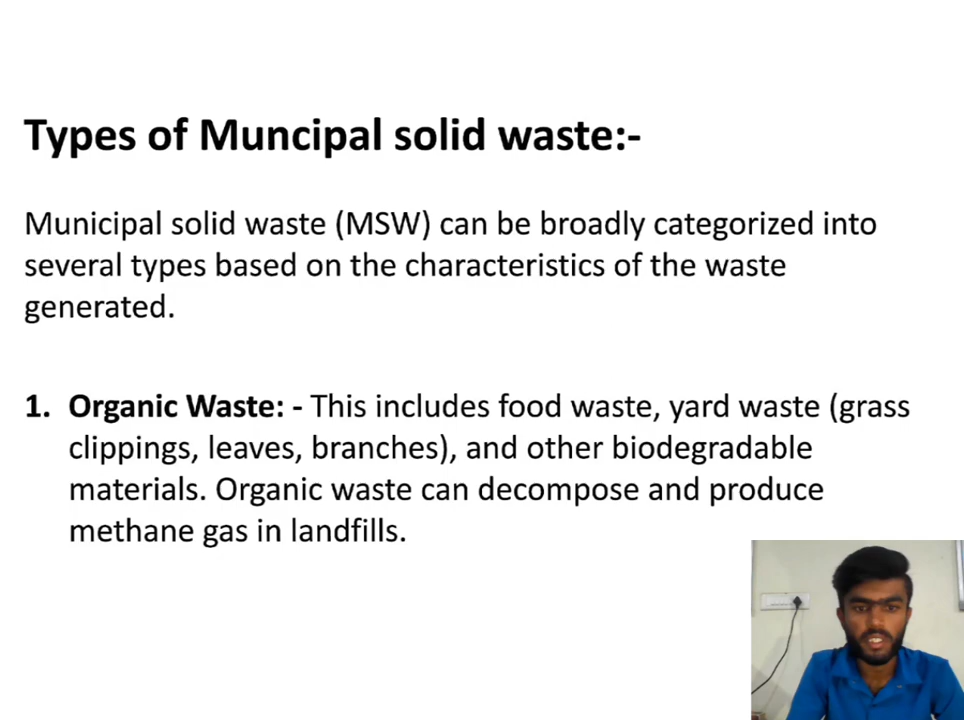 Types of Muncipal solid waste:-
Municipal solid waste (MSW) can be broadly categorized into
several types based on the characteristics of the waste
generated.
1. Organic Waste: - This includes food waste, yard waste (grass
clippings, leaves, branches), and other biodegradable
materials. Organic waste can decompose and produce
methane gas in landfills.